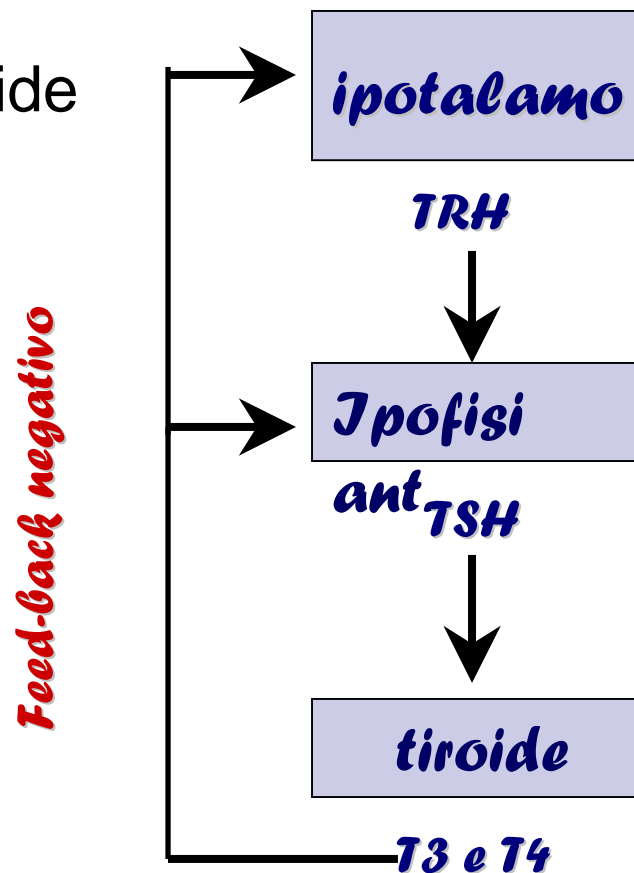 ide
ipotalamo
TRH
Feed-back negativo
Ipofisi
ant
TSH
tiroide
T3 e T4